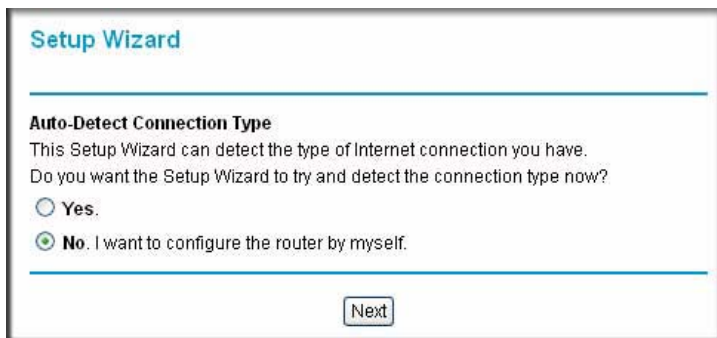 Setup Wizard
Auto-Detect Connection Type
This Setup Wizard can detect the type of Internet connection you have.
Do you want the Setup Wizard to try and detect the connection type now?
Yes.
No. I want to configure the router by myself.
Next